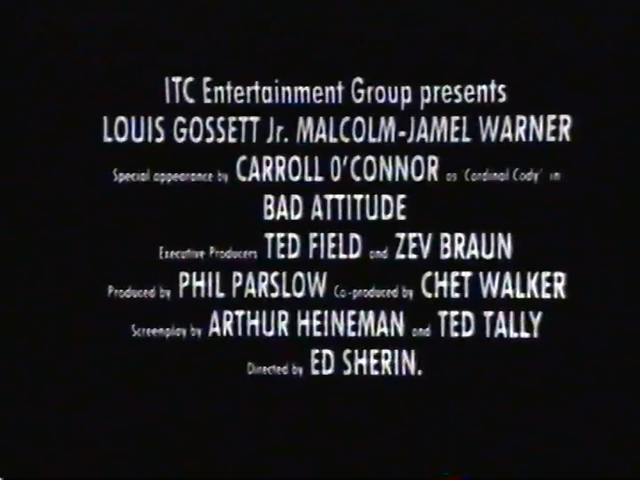 ITC Entertainment Group presents
LOUIS GOSSETT Jr. MALCOLM-JAMEL WARNER
Special appearance by CARROLL O'CONNOR as 'Cardinal Cody' in
BAD ATTITUDE
Executive Producers TED FIELD and ZEV BRAUN
Produced by PHIL PARSLOW Co-produced by CHET WALKER
Screenplay by ARTHUR HEINEMAN and TED TALLY
Directed by ED SHERIN.